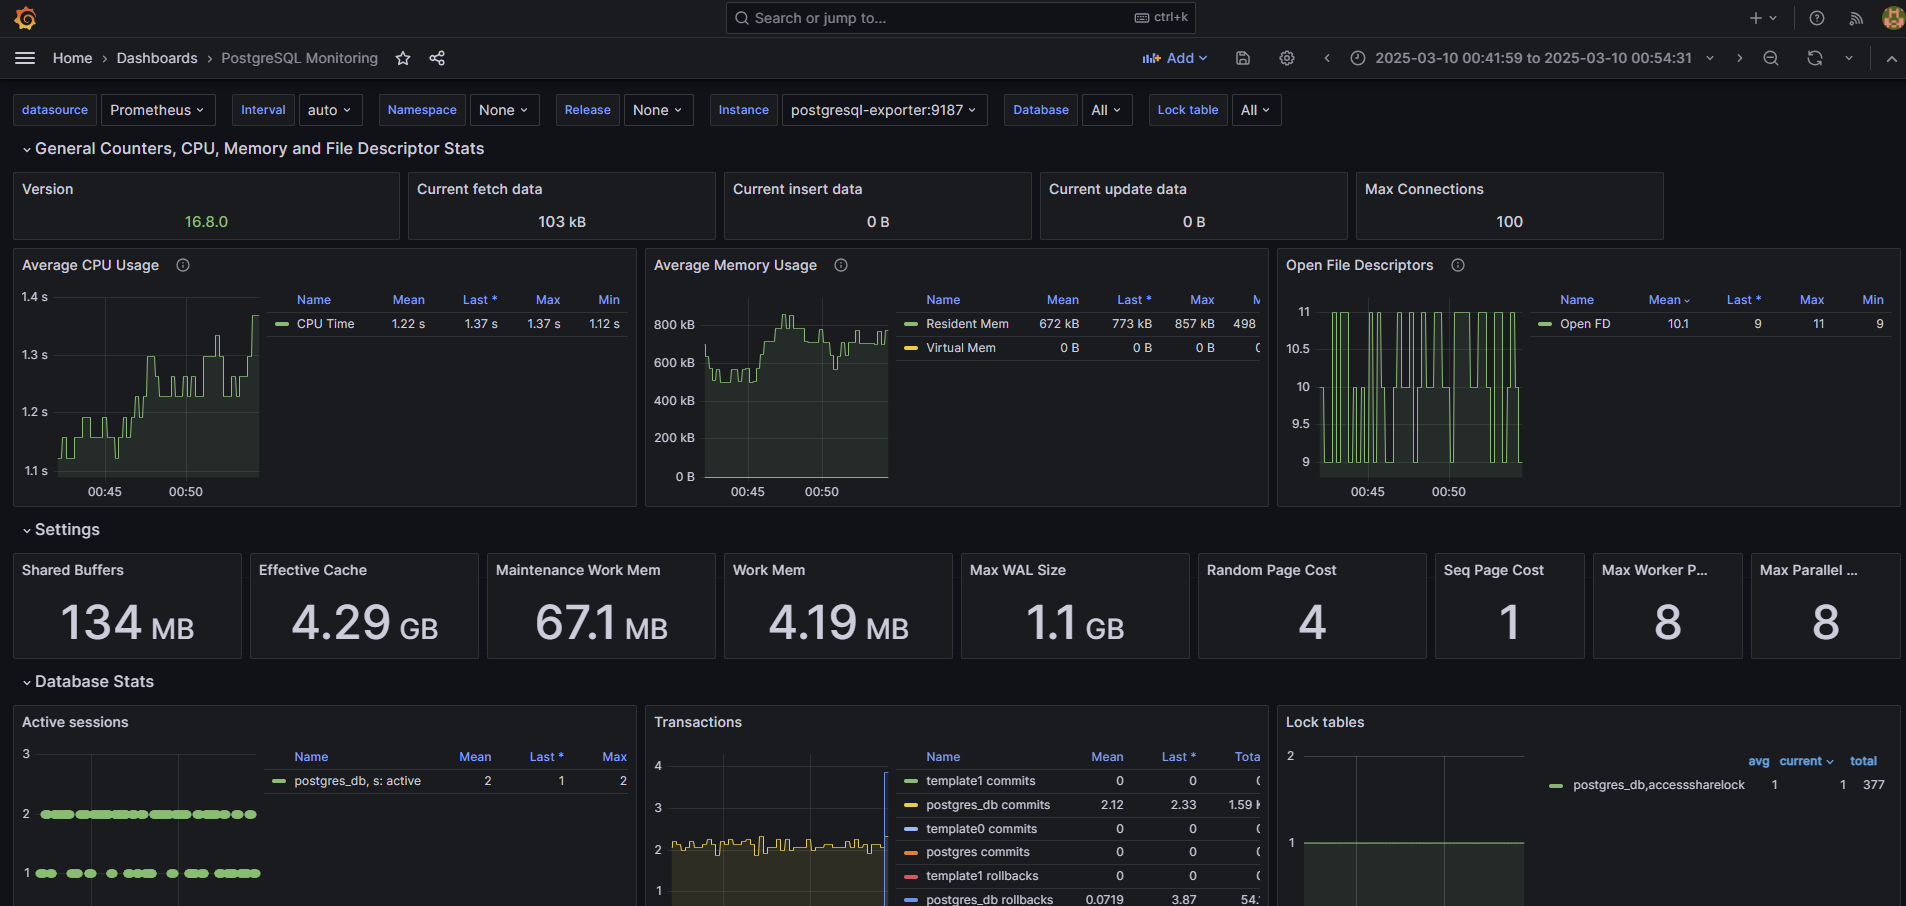 Search or jump to...
ctrl+k
Home › Dashboards › PostgreSQL Monitoring
Add
2025-03-10 00:41:59 to 2025-03-10 00:54:31
datasource Prometheus Interval auto Namespace None Release None Instance postgresql-exporter:9187 Database All Lock table All
General Counters, CPU, Memory and File Descriptor Stats
Version
16.8.0
Current fetch data
103 kB
Current insert data
0 B
Current update data
0 B
Max Connections
100
Average CPU Usage
1.4 s
1.3 s
1.2 s
1.1 s
00:45 00:50
Name Mean Last * Max Min
CPU Time 1.22 s 1.37 s 1.37 s 1.12 s
Average Memory Usage
800 kB
600 kB
400 kB
200 kB
0 B
00:45 00:50
Name Mean Last * Max
Resident Mem 672 kB 773 kB 857 kB 498
Virtual Mem 0 B 0 B 0 B
Open File Descriptors
11
10.5
10
9.5
9
00:45 00:50
Name Mean Last * Max Min
Open FD 10.1 9 11 9
Settings
Shared Buffers
134 MB
Effective Cache
4.29 GB
Maintenance Work Mem
67.1 MB
Work Mem
4.19 MB
Max WAL Size
1.1 GB
Random Page Cost
4
Seq Page Cost
1
Max Worker P...
8
Max Parallel ...
8
Database Stats
Active sessions
3
2
1
Name Mean Last * Max
postgres_db, s: active 2 1 2
Transactions
4
3
2
1
Name Mean Last * Tota
template1 commits 0 0
postgres_db commits 2.12 2.33 1.59
template0 commits 0 0
postgres commits 0 0
template1 rollbacks 0 0
postgres_db rollbacks 0.0719 3.87 54.
Lock tables
2
1
avg current total
postgres_db,accesssharelock 1 1 377